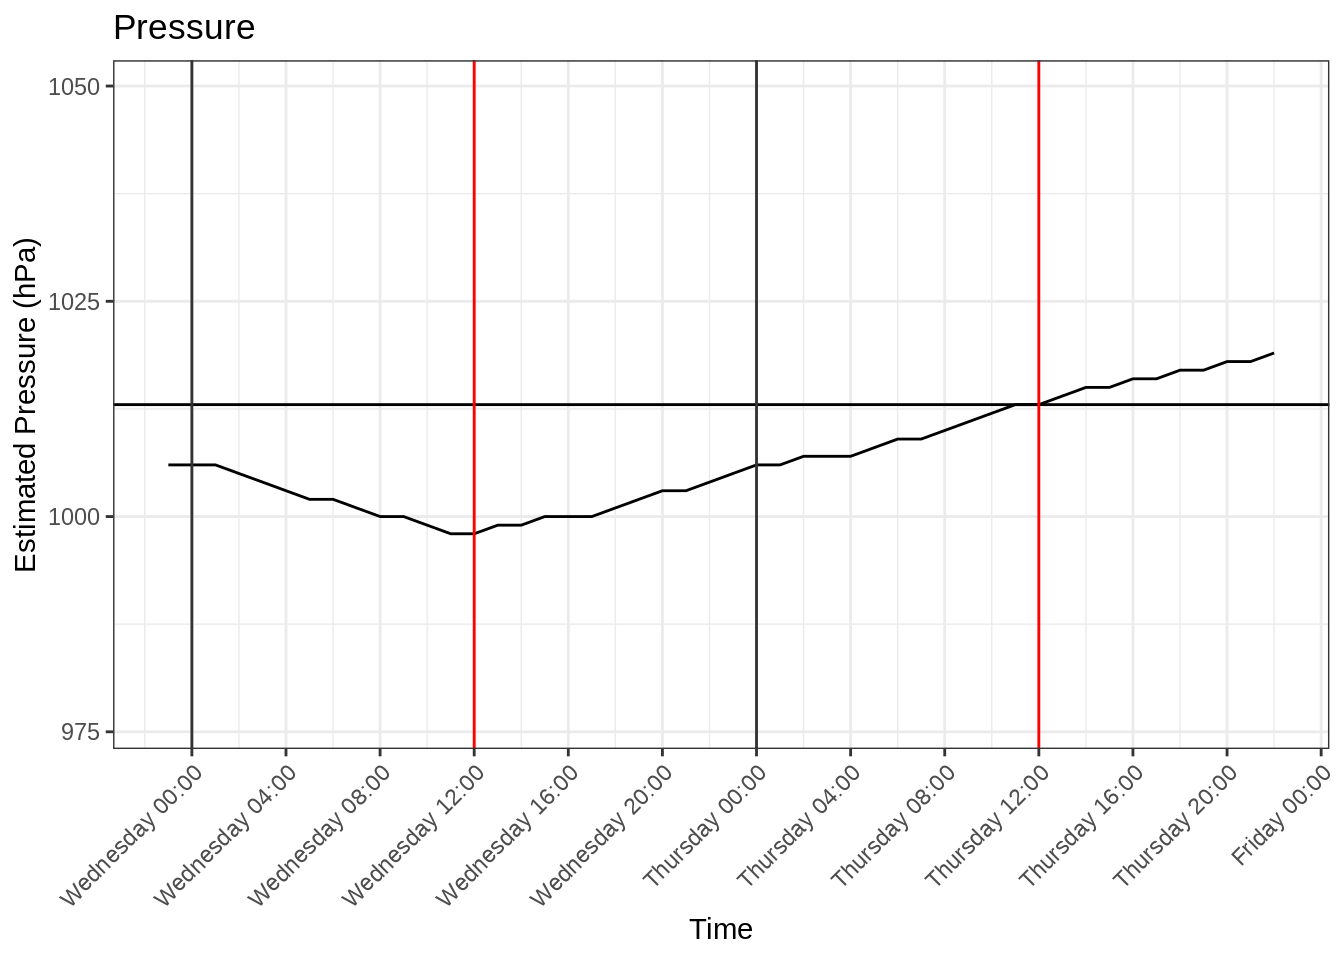 Pressure
Estimated Pressure (hPa)
1050
1025
1000
975
Wednesday 00:00
Wednesday 04:00
Wednesday 08:00
Wednesday 12:00
Wednesday 16:00
Wednesday 20:00
Thursday 00:00
Thursday 04:00
Thursday 08:00
Thursday 12:00
Thursday 16:00
Thursday 20:00
Friday 00:00
Time